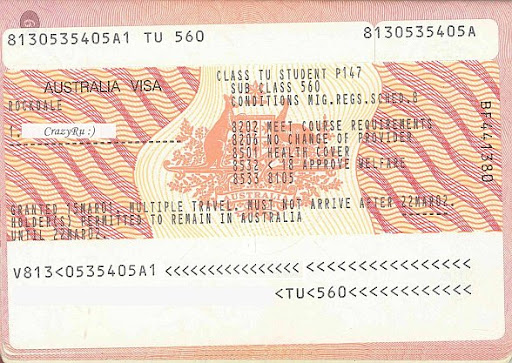 8130535405A1 TU 560
8130535405A
AUSTRALIA VISA
CLASS TU STUDENT P147
SUB CLASS 560
CONDITIONS MIG.REGS.SCHED.8
ROCKDALE
1. CrazyRu :)
8202 MEET COURSE REQUIREMENTS
8206 NO CHANGE OF PROVIDER
8501 HEALTH COVER
8532 < 18 APPROVE WELFARE
8533 8105
BF441380
AUSTRALIA
GRANTED 15MAR01. MULTIPLE TRAVEL. MUST NOT ARRIVE AFTER 22MAR02.
HOLDER(S) PERMITTED TO REMAIN IN AUSTRALIA
UNTIL 22MAR02.
V813<0535405A1 <<<<<<<<<<<<<<<<<<<<<<<<<
<TU<560<<<<<<<<<<<<